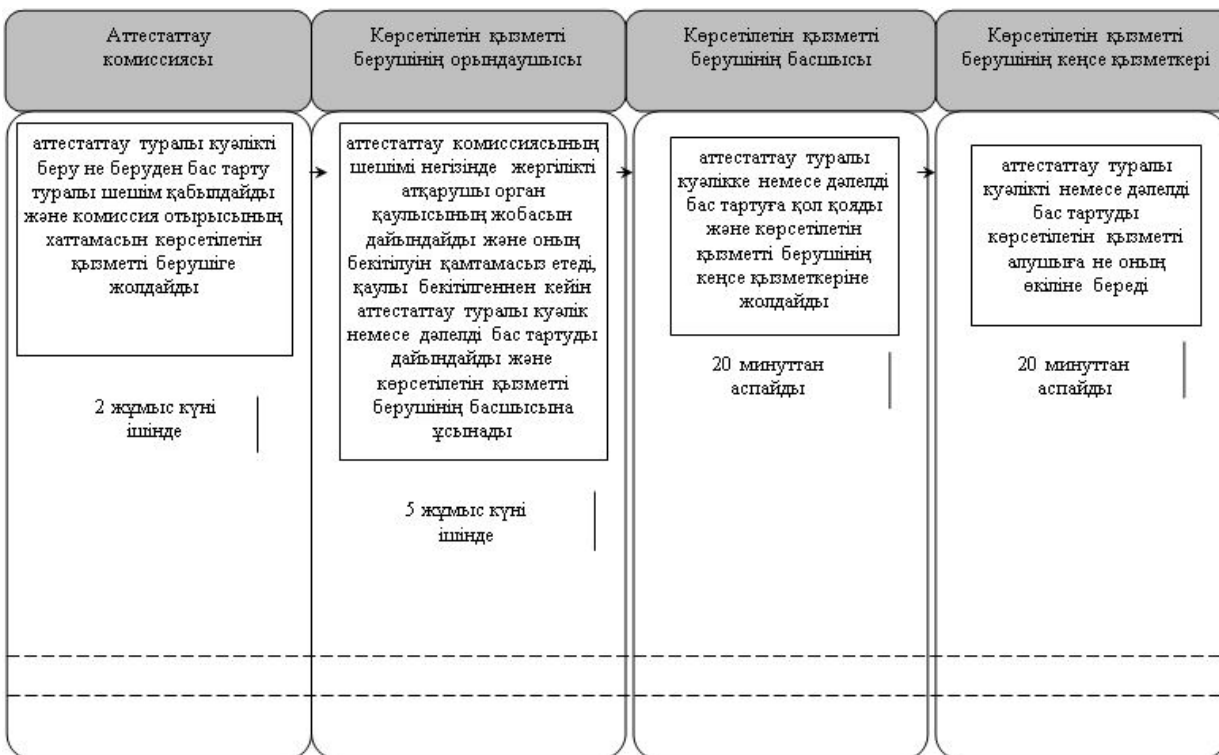 Аттестаттау
комиссиясы
Көрсетілетін қызметті
берушінің орындаушысы
Көрсетілетін қызметті
берушінің басшысы
Көрсетілетін қызметті
берушінің кеңсе қызметкері
аттестаттау туралы куәлікті
беру не беруден бас тарту
туралы шешім қабылдайды
және комиссия отырысының
хаттамасын көрсетілетін
қызметті берушіге
жолдайды
2 жұмыс күні
ішінде
аттестаттау комиссиясының
шешімі негізінде жергілікті
атқарушы орган
қаулысының жобасын
дайындайды және оның
бекітілуін қамтамасыз етеді,
қаулы бекітілгеннен кейін
аттестаттау туралы куәлік
немесе дәлелді бас тартуды
дайындайды және
көрсетілетін қызметті
берушінің басшысына
ұсынады
5 жұмыс күні
ішінде
аттестаттау туралы
куәлікке немесе дәлелді
бас тартуға қол қояды
және көрсетілетін
қызметті берушінің
кеңсе қызметкеріне
жолдайды
20 минуттан
аспайды
аттестаттау туралы
куәлікті немесе дәлелді
бас тартуды
көрсетілетін қызметті
алушыға не оның
өкіліне береді
20 минуттан
аспайды